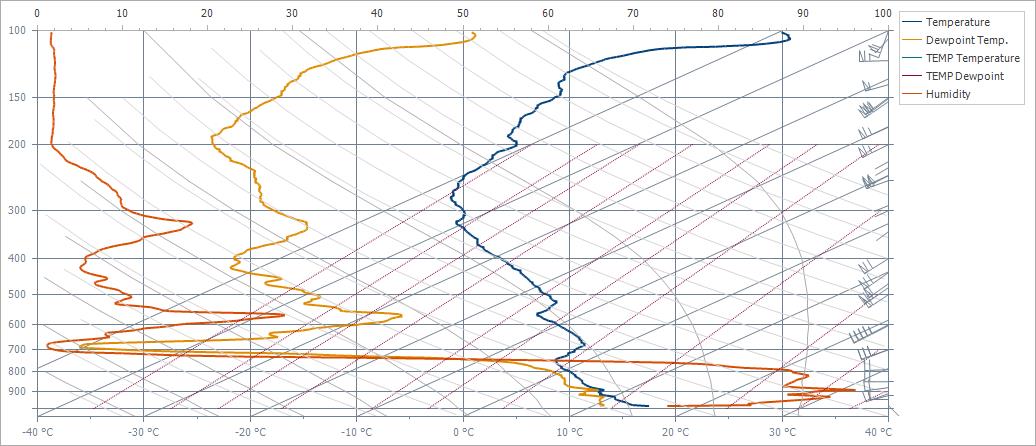 0 10 20 30 40 50 60 70 80 90 100
Temperature
Dewpoint Temp.
TEMP Temperature
TEMP Dewpoint
Humidity
100
150
200
300
400
500
600
700
800
900
-40 °C -30 °C -20 °C -10 °C 0 °C 10 °C 20 °C 30 °C 40 °C